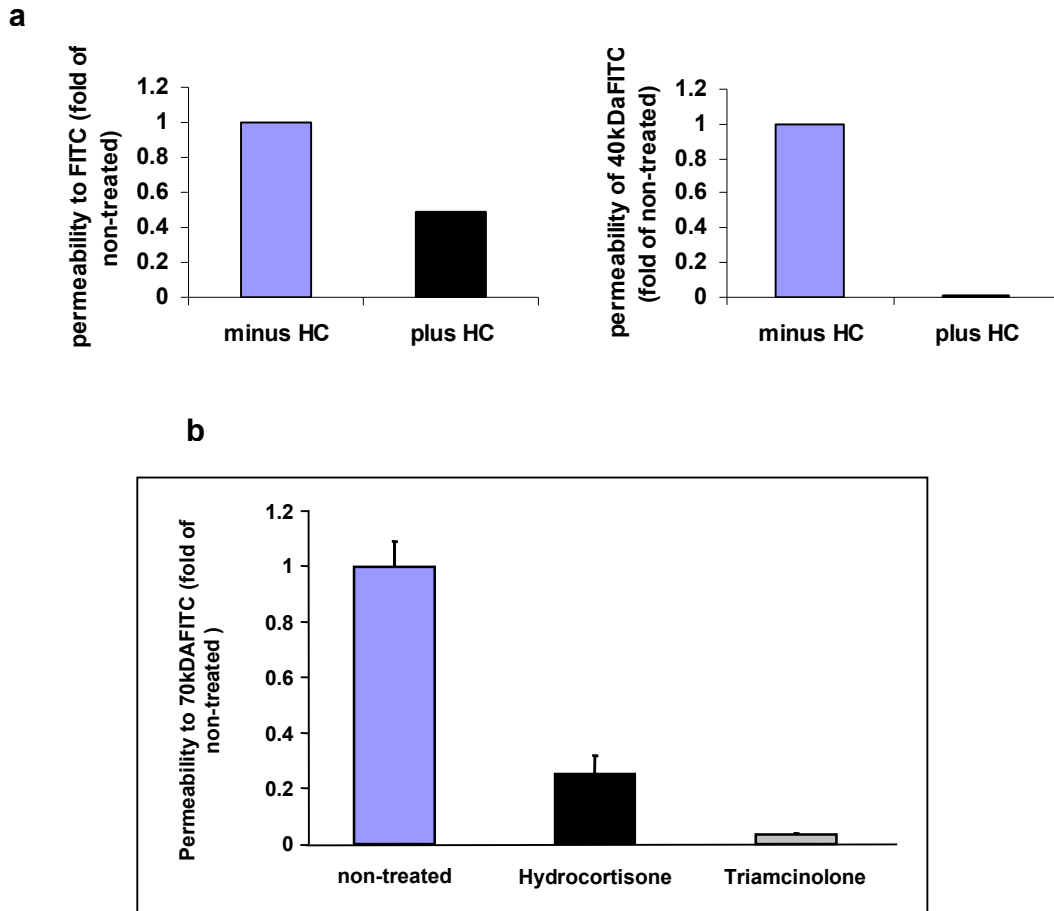 a
permeability to FITC (fold of
non-treated)
1.2
1
0.8
0.6
0.4
0.2
0
minus HC
plus HC
permeability of 40kDaFITC
(fold of non-treated)
1.2
1
0.8
0.6
0.4
0.2
0
minus HC
plus HC
b
Permeability to 70kDAFITC (fold of
non-treated )
1.2
1
0.8
0.6
0.4
0.2
0
non-treated
Hydrocortisone
Triamcinolone